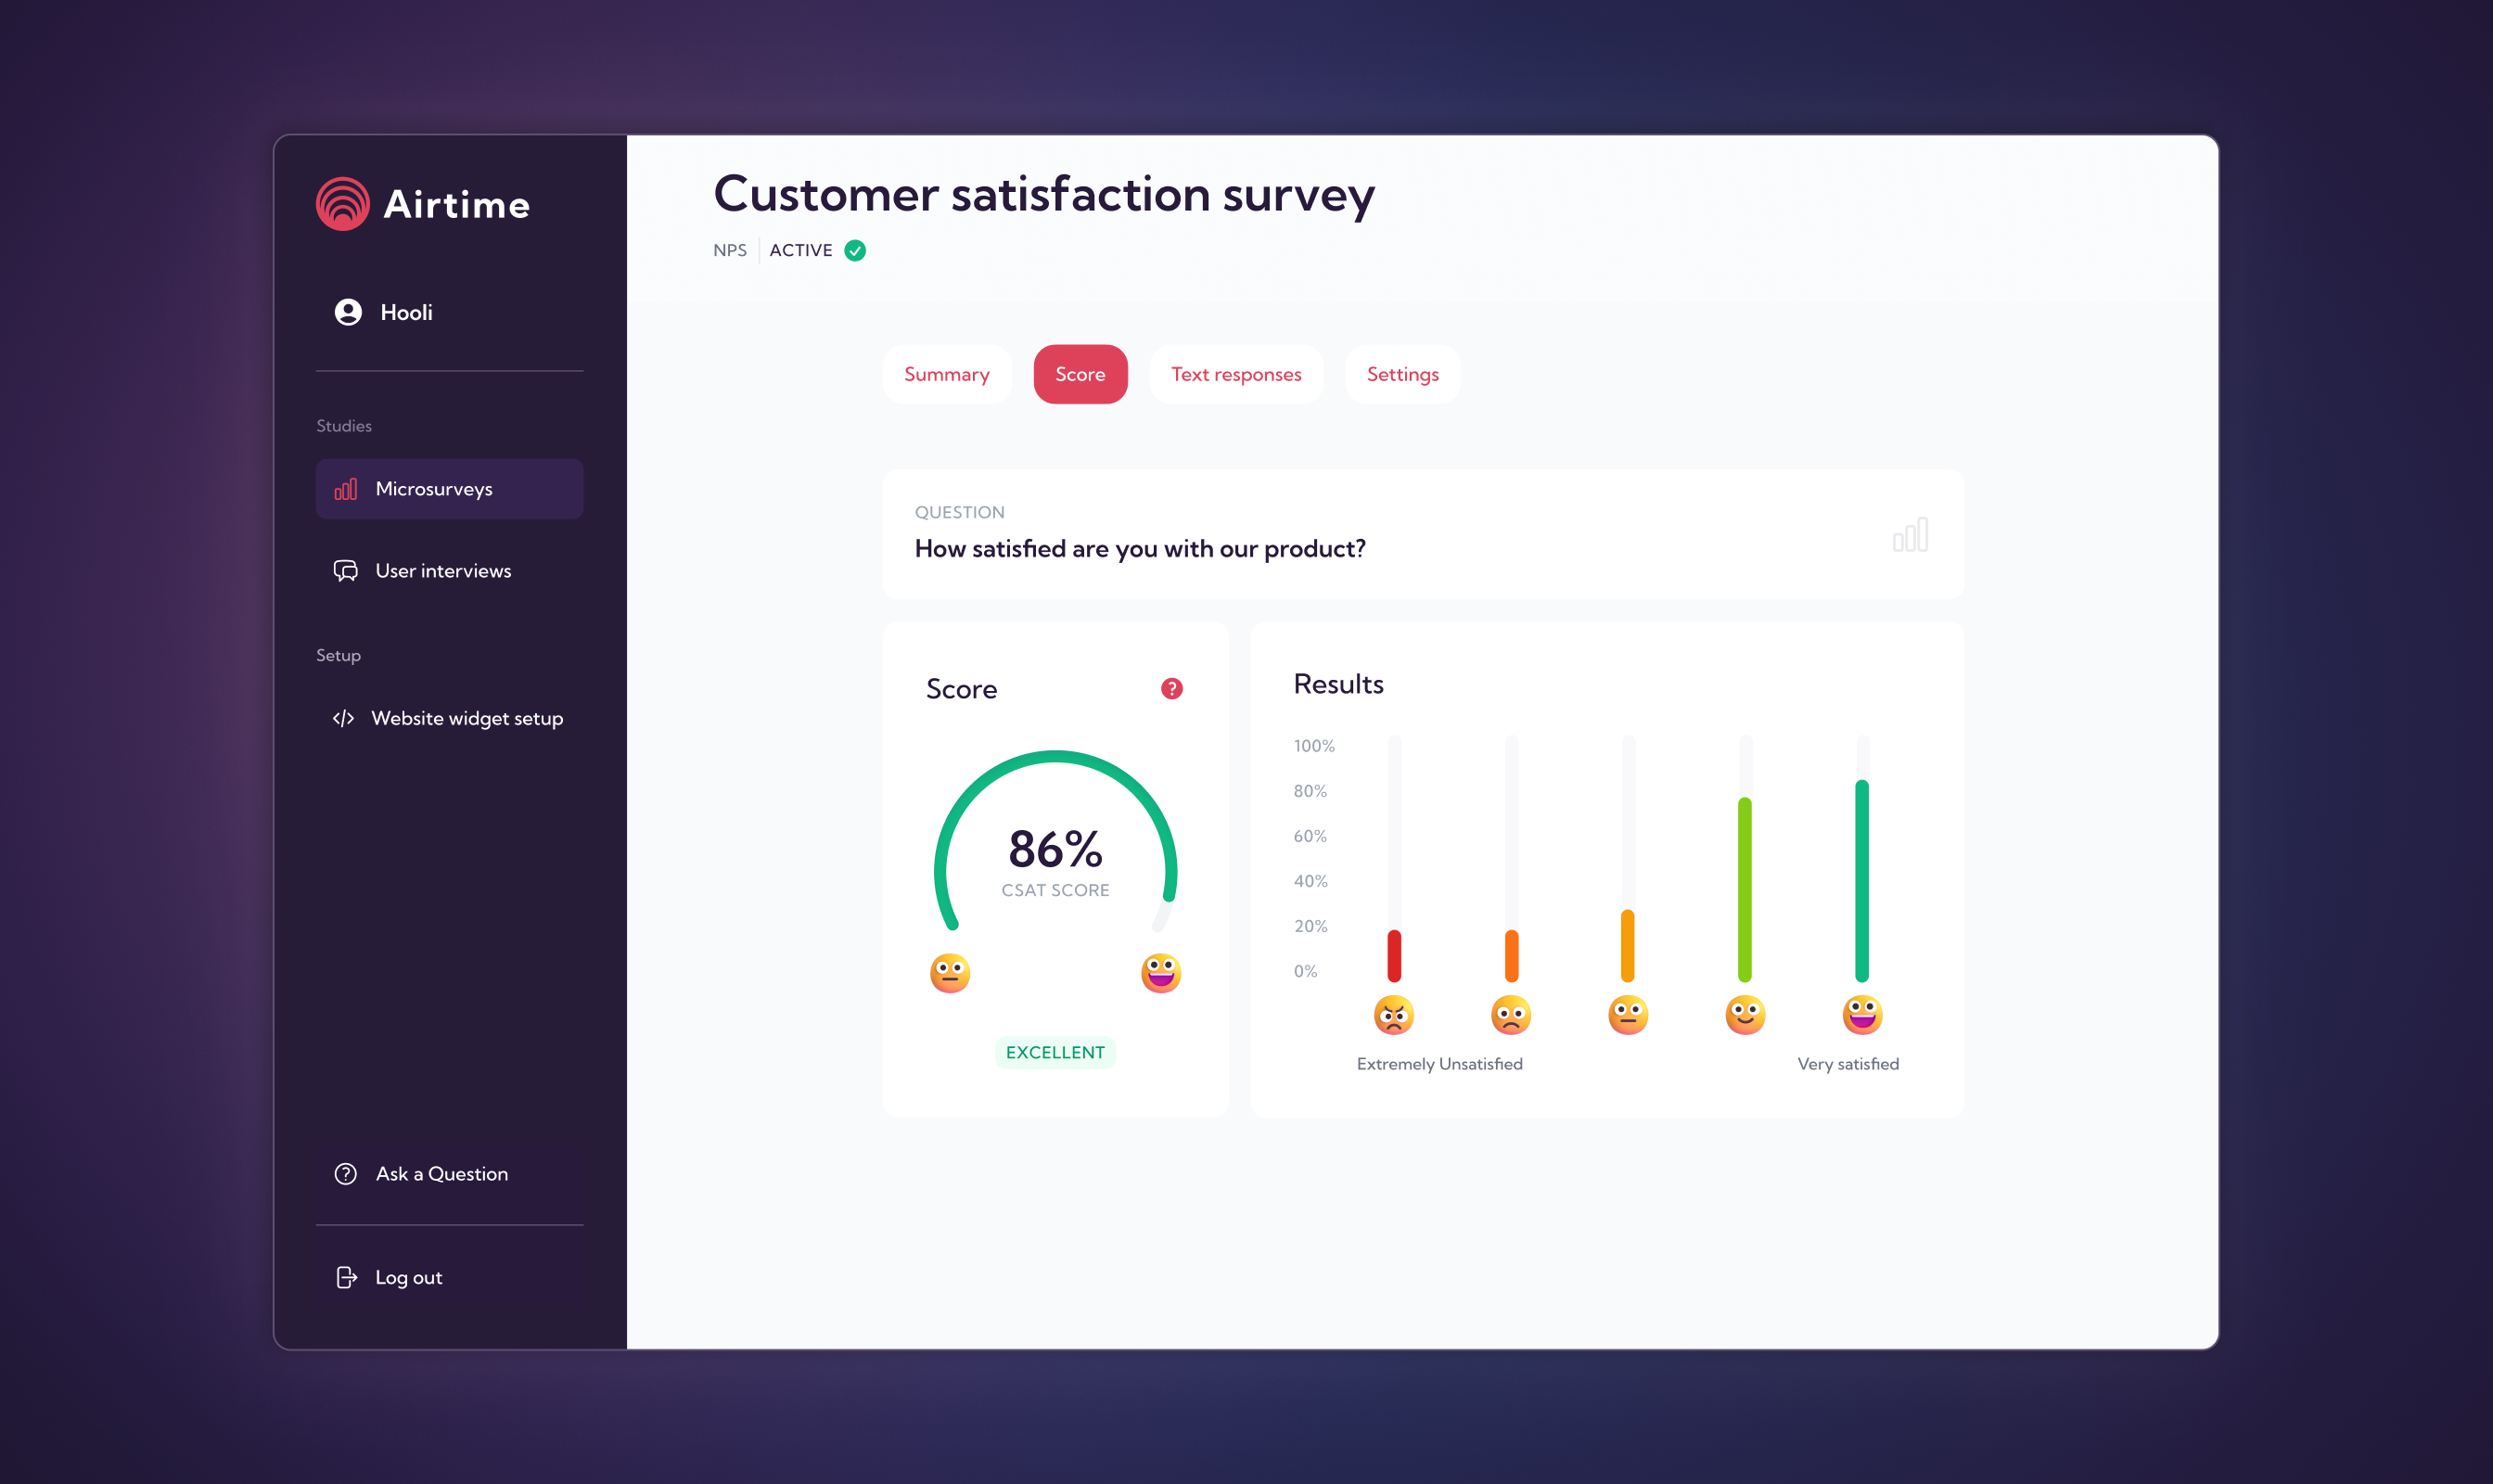 Airtime
Hooli
Studies
Microsurveys
User interviews
Setup
Website widget setup
Ask a Question
Log out
Customer satisfaction survey
NPS ACTIVE
Summary Score Text responses Settings
QUESTION
How satisfied are you with our product?
Score ?
86%
CSAT SCORE
EXCELLENT
Results
100%
80%
60%
40%
20%
0%
Extremely Unsatisfied Very satisfied